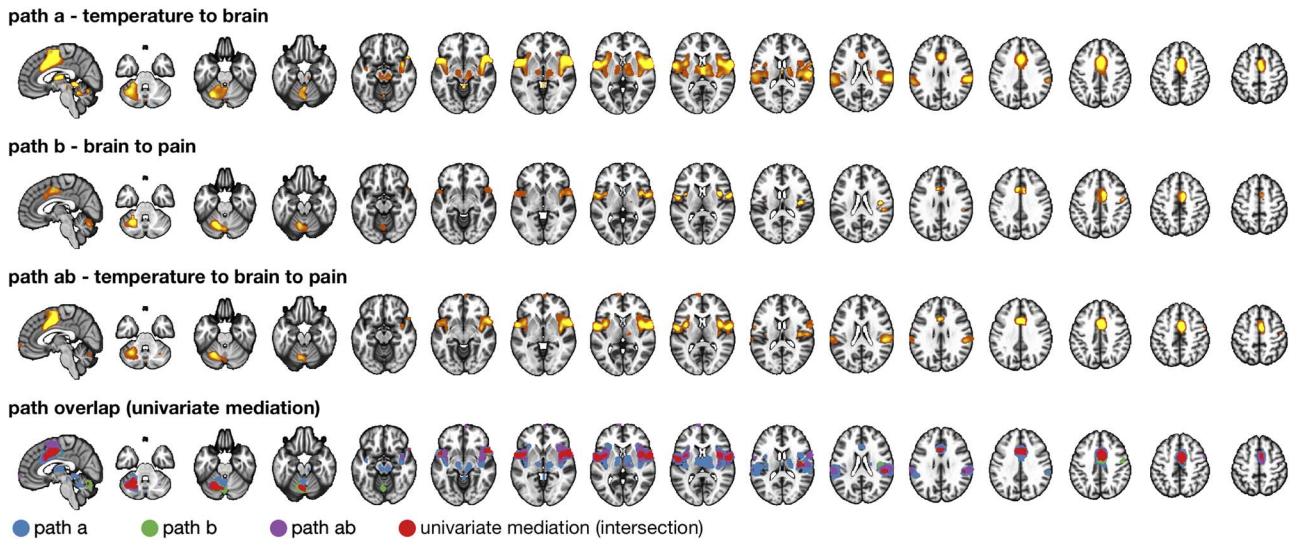 path a - temperature to brain
path b - brain to pain
path ab - temperature to brain to pain
path overlap (univariate mediation)
path a path b path ab univariate mediation (intersection)